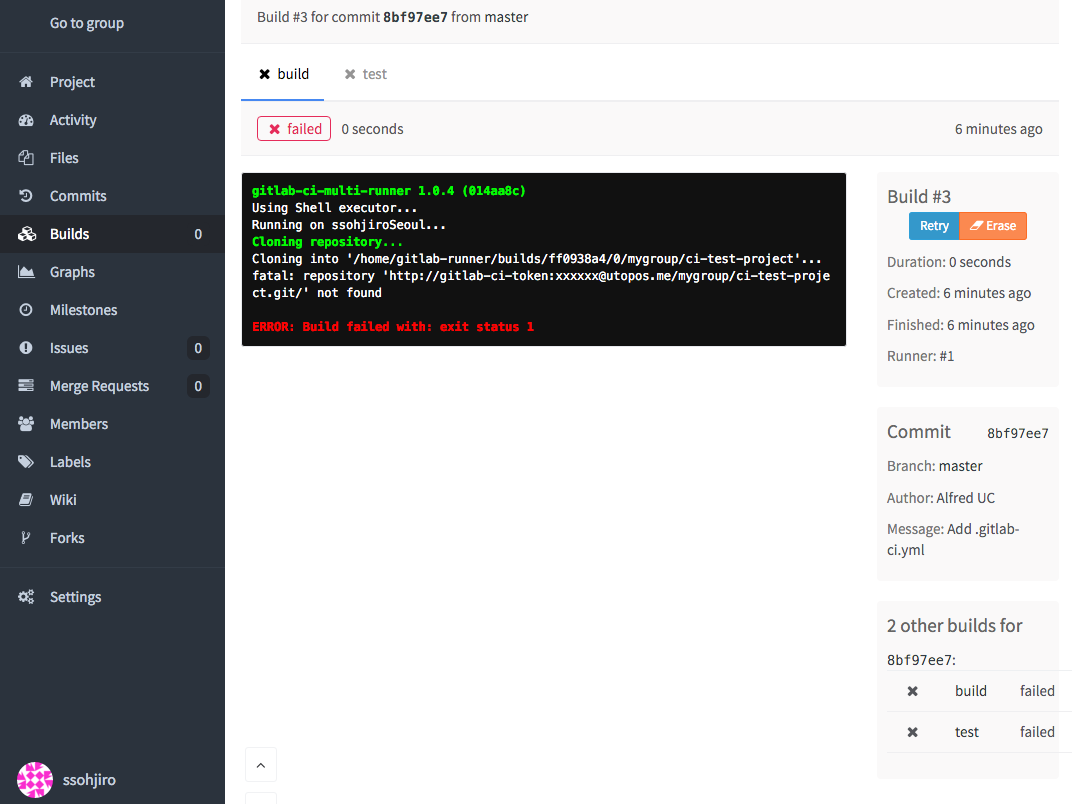 Go to group
Project
Activity
Files
Commits
Builds 0
Graphs
Milestones
Issues 0
Merge Requests 0
Members
Labels
Wiki
Forks
Settings
ssohjiro
Build #3 for commit 8bf97ee7 from master
build test
failed 0 seconds 6 minutes ago
gitlab-ci-multi-runner 1.0.4 (014aa8c)
Using Shell executor...
Running on ssohjiroSeoul...
Cloning repository...
Cloning into '/home/gitlab-runner/builds/ff0938a4/0/mygroup/ci-test-project'...
fatal: repository 'http://gitlab-ci-token:xxxxxx@utopos.me/mygroup/ci-test-proje
ct.git/' not found
ERROR: Build failed with: exit status 1
Build #3
Retry Erase
Duration: 0 seconds
Created: 6 minutes ago
Finished: 6 minutes ago
Runner: #1
Commit 8bf97ee7
Branch: master
Author: Alfred UC
Message: Add .gitlab-
ci.yml
2 other builds for
8bf97ee7:
build failed
test failed